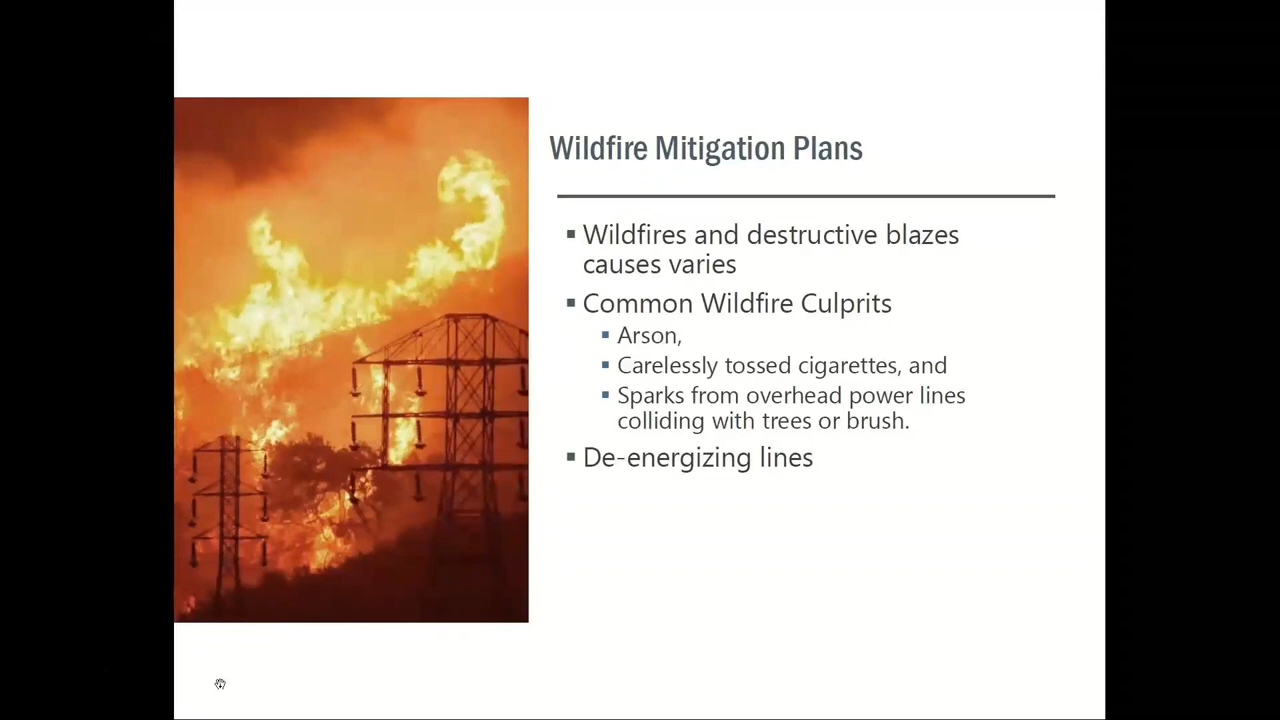 Wildfire Mitigation Plans
▪ Wildfires and destructive blazes
causes varies
▪ Common Wildfire Culprits
▪ Arson,
▪ Carelessly tossed cigarettes, and
▪ Sparks from overhead power lines
colliding with trees or brush.
▪ De-energizing lines